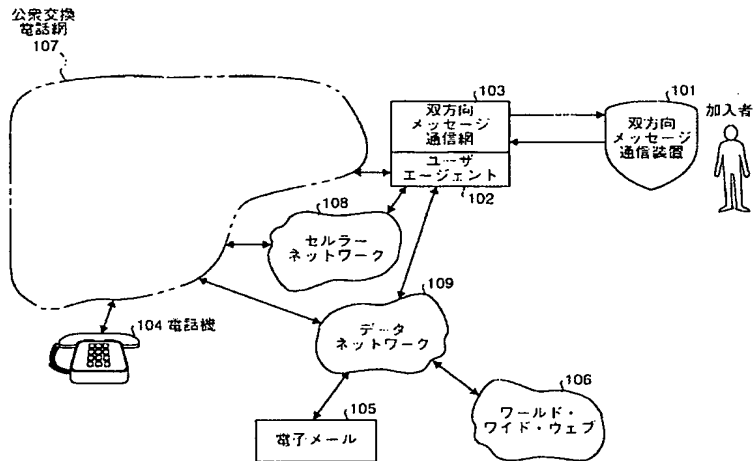 公衆交換
電話網
107
103
双方向
メッセージ
通信網
ユーザ
エージェント
102
101
双方向
メッセージ
通信装置
加入者
108
セルラー
ネットワーク
109
データ
ネットワーク
104 電話機
105
電子メール
106
ワールド・
ワイド・ウェブ